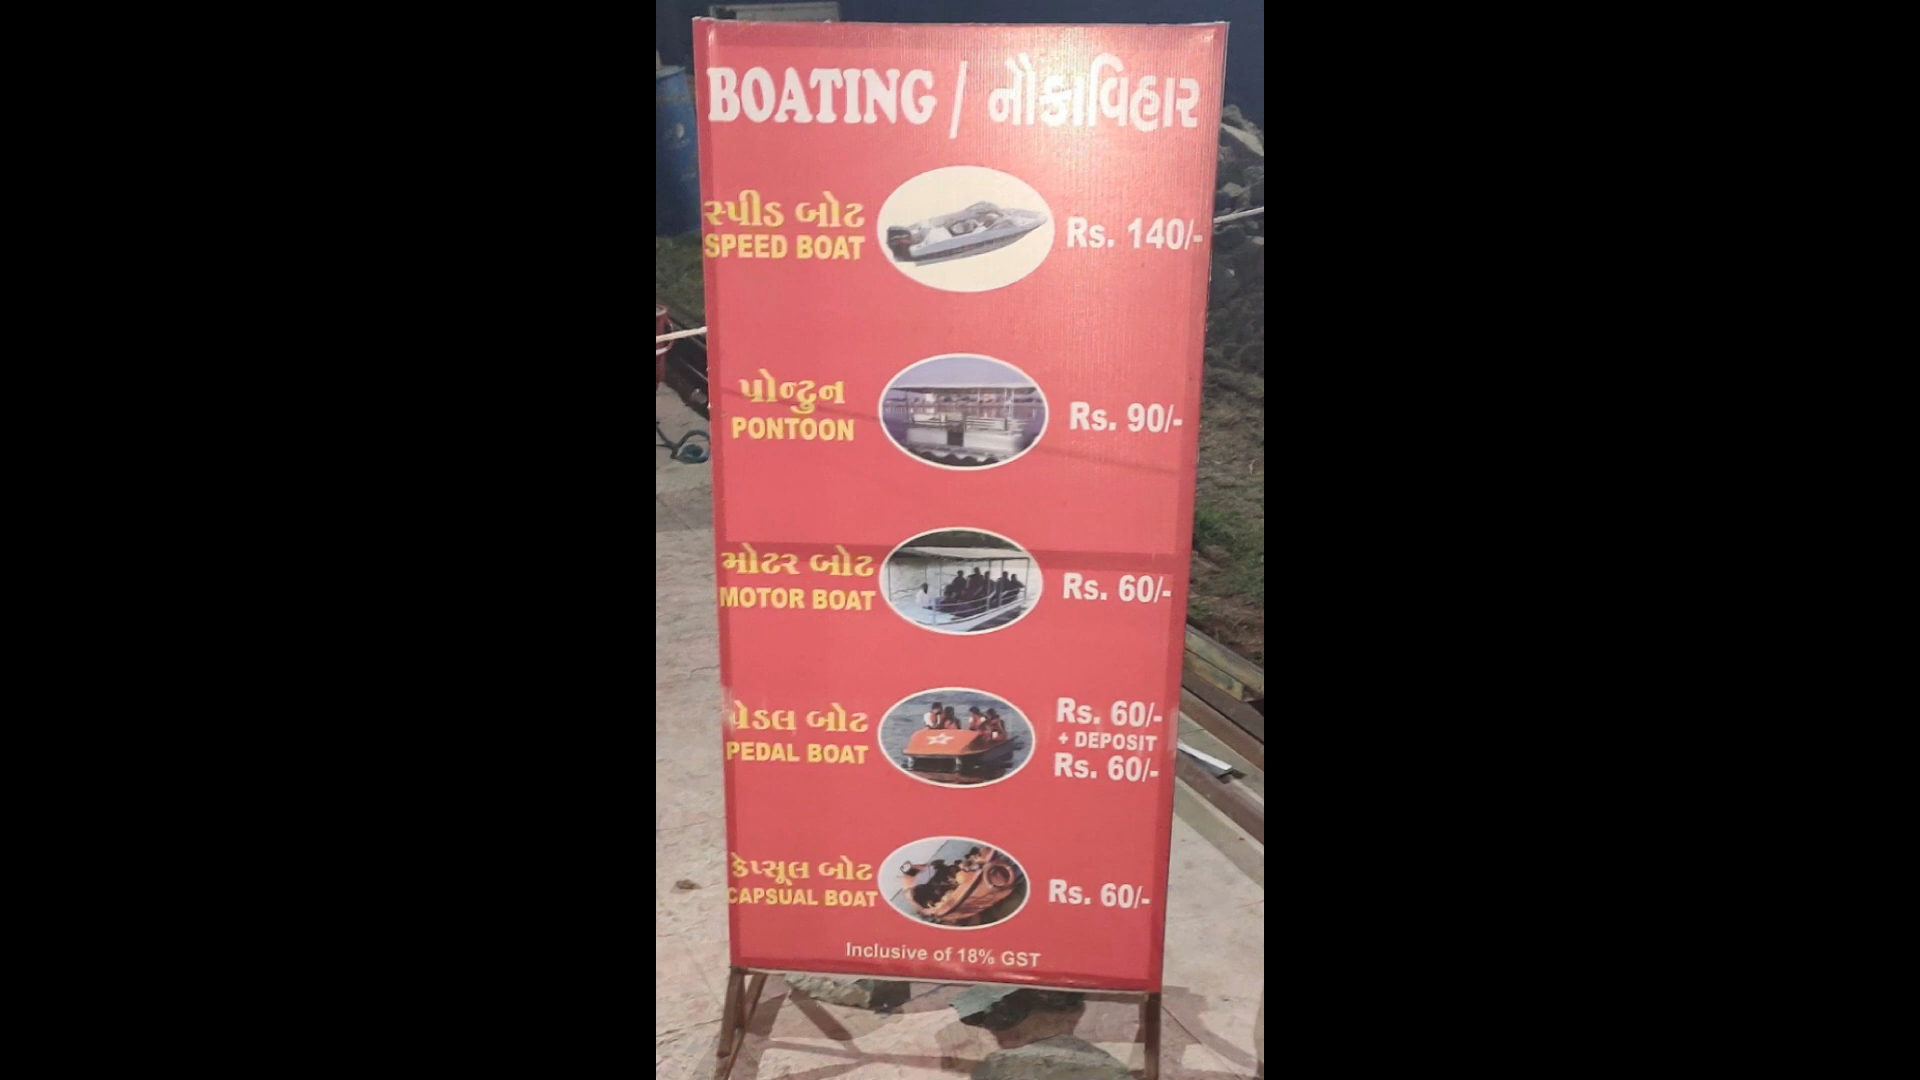 BOATING / નૌકાવિહાર
સ્પીડ બોટ
SPEED BOAT
Rs. 140/-
પોન્ટુન
PONTOON
Rs. 90/-
મોટર બોટ
MOTOR BOAT
Rs. 60/-
પેડલ બોટ
PEDAL BOAT
Rs. 60/-
+ DEPOSIT
Rs. 60/-
કેપ્સૂલ બોટ
CAPSUAL BOAT
Rs. 60/-
Inclusive of 18% GST